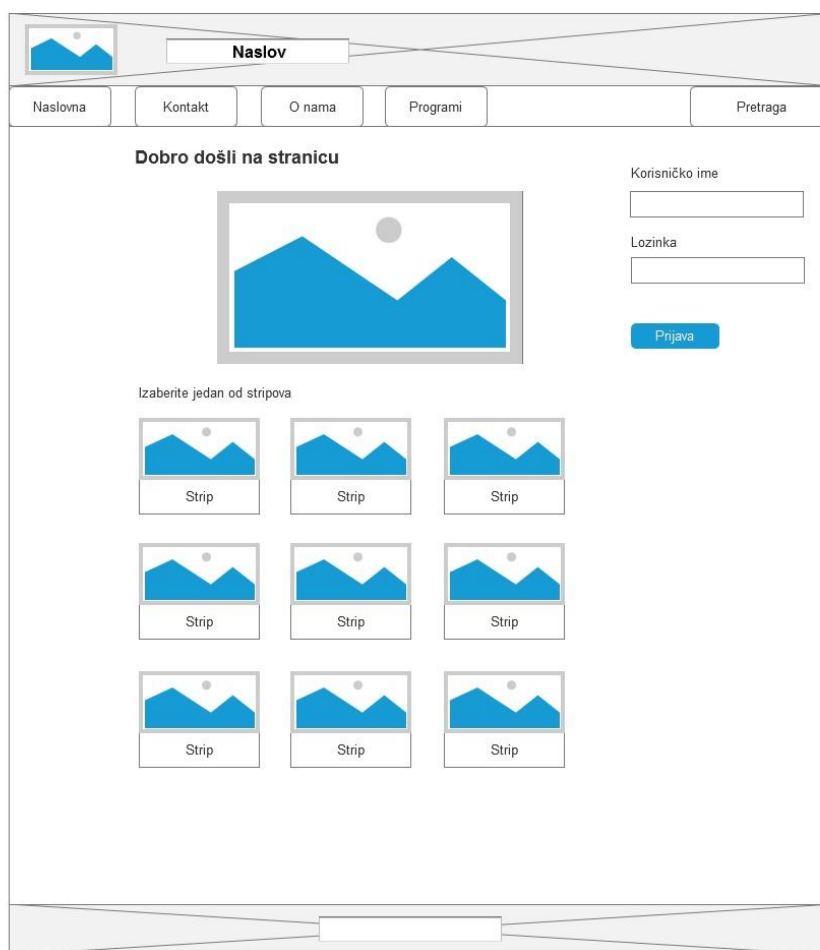 Naslov
Naslovna Kontakt O nama Programi Pretraga
Dobro došli na stranicu
Korisničko ime
Lozinka
Prijava
Izaberite jedan od stripova
Strip Strip Strip
Strip Strip Strip
Strip Strip Strip